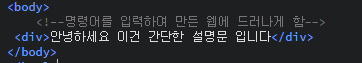 <body>
<!--명령어를 입력하여 만든 웹에 드러나게 함-->
<div>안녕하세요 이건 간단한 설명문 입니다</div>
</body>